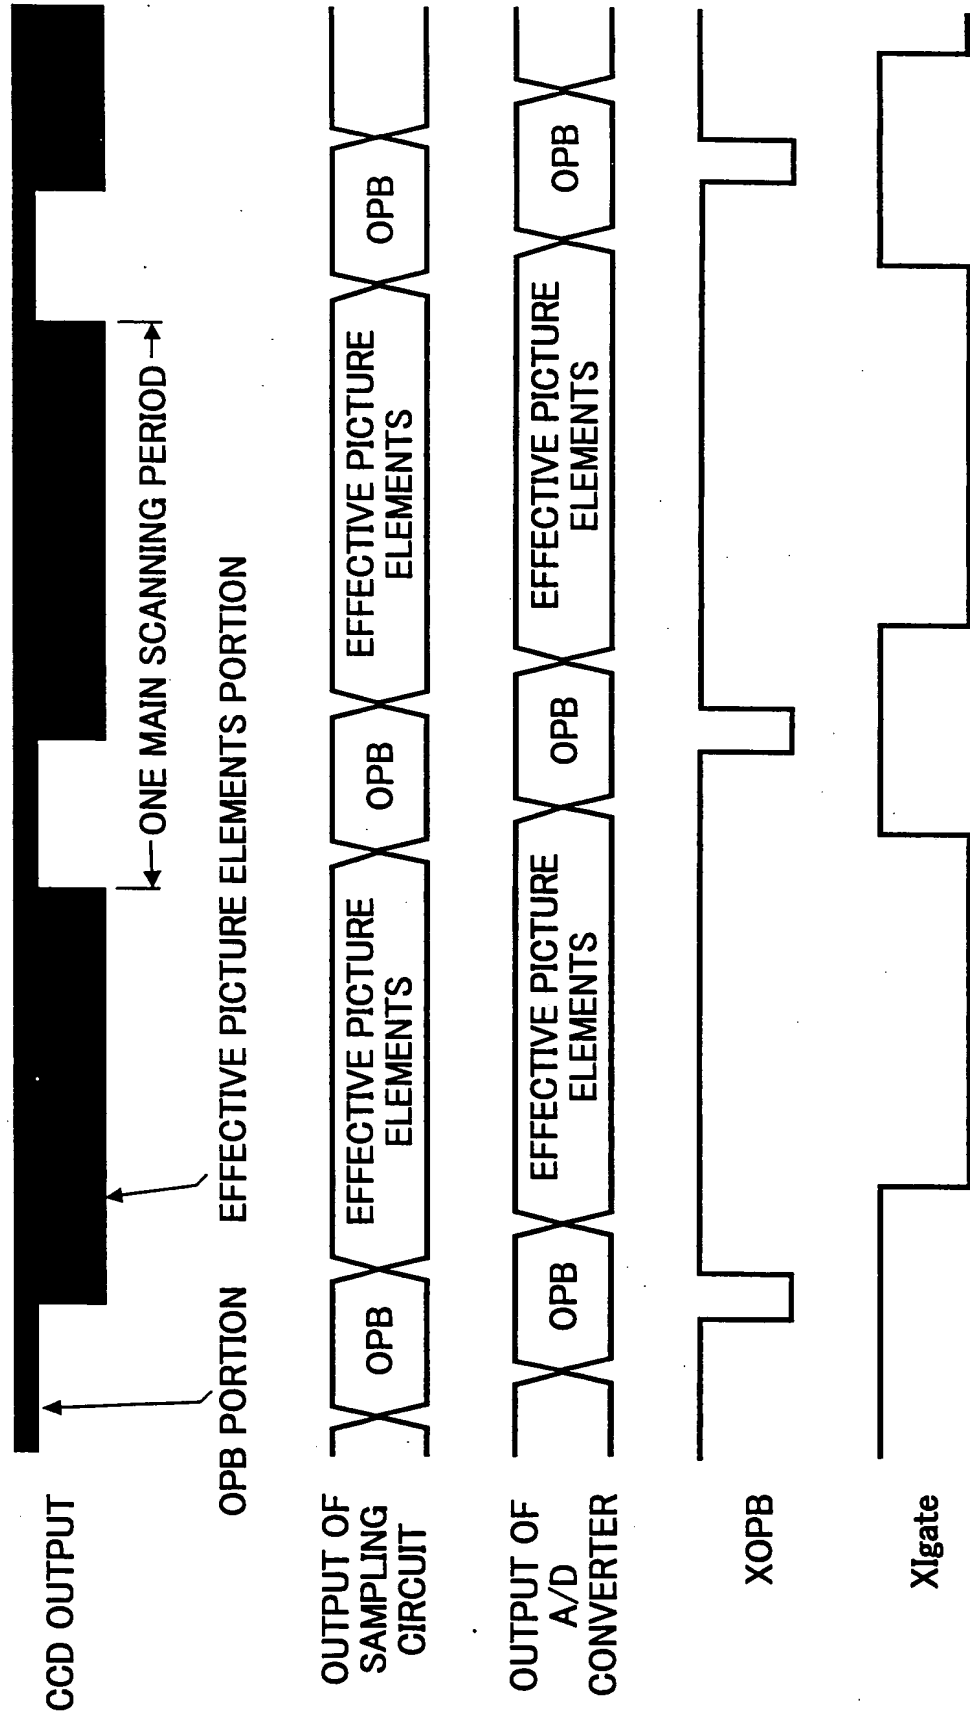 CCD OUTPUT
OPB PORTION
EFFECTIVE PICTURE ELEMENTS PORTION
ONE MAIN SCANNING PERIOD
OUTPUT OF
SAMPLING
CIRCUIT
OPB
EFFECTIVE PICTURE
ELEMENTS
OPB
EFFECTIVE PICTURE
ELEMENTS
OPB
OUTPUT OF
A/D
CONVERTER
OPB
EFFECTIVE PICTURE
ELEMENTS
OPB
EFFECTIVE PICTURE
ELEMENTS
OPB
XOPB
XIgate